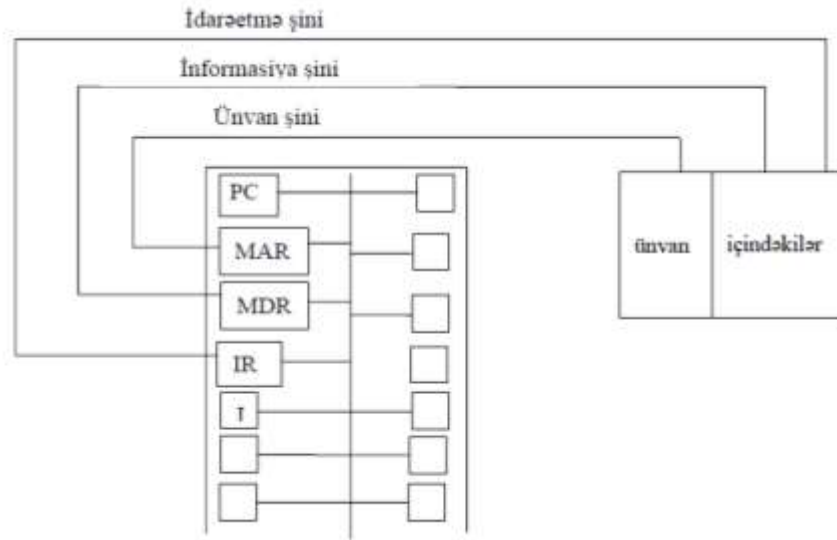 İdarəetmə şini
İnformasiya şini
Ünvan şini
PC
MAR
MDR
IR
ünvan
içindəkilər